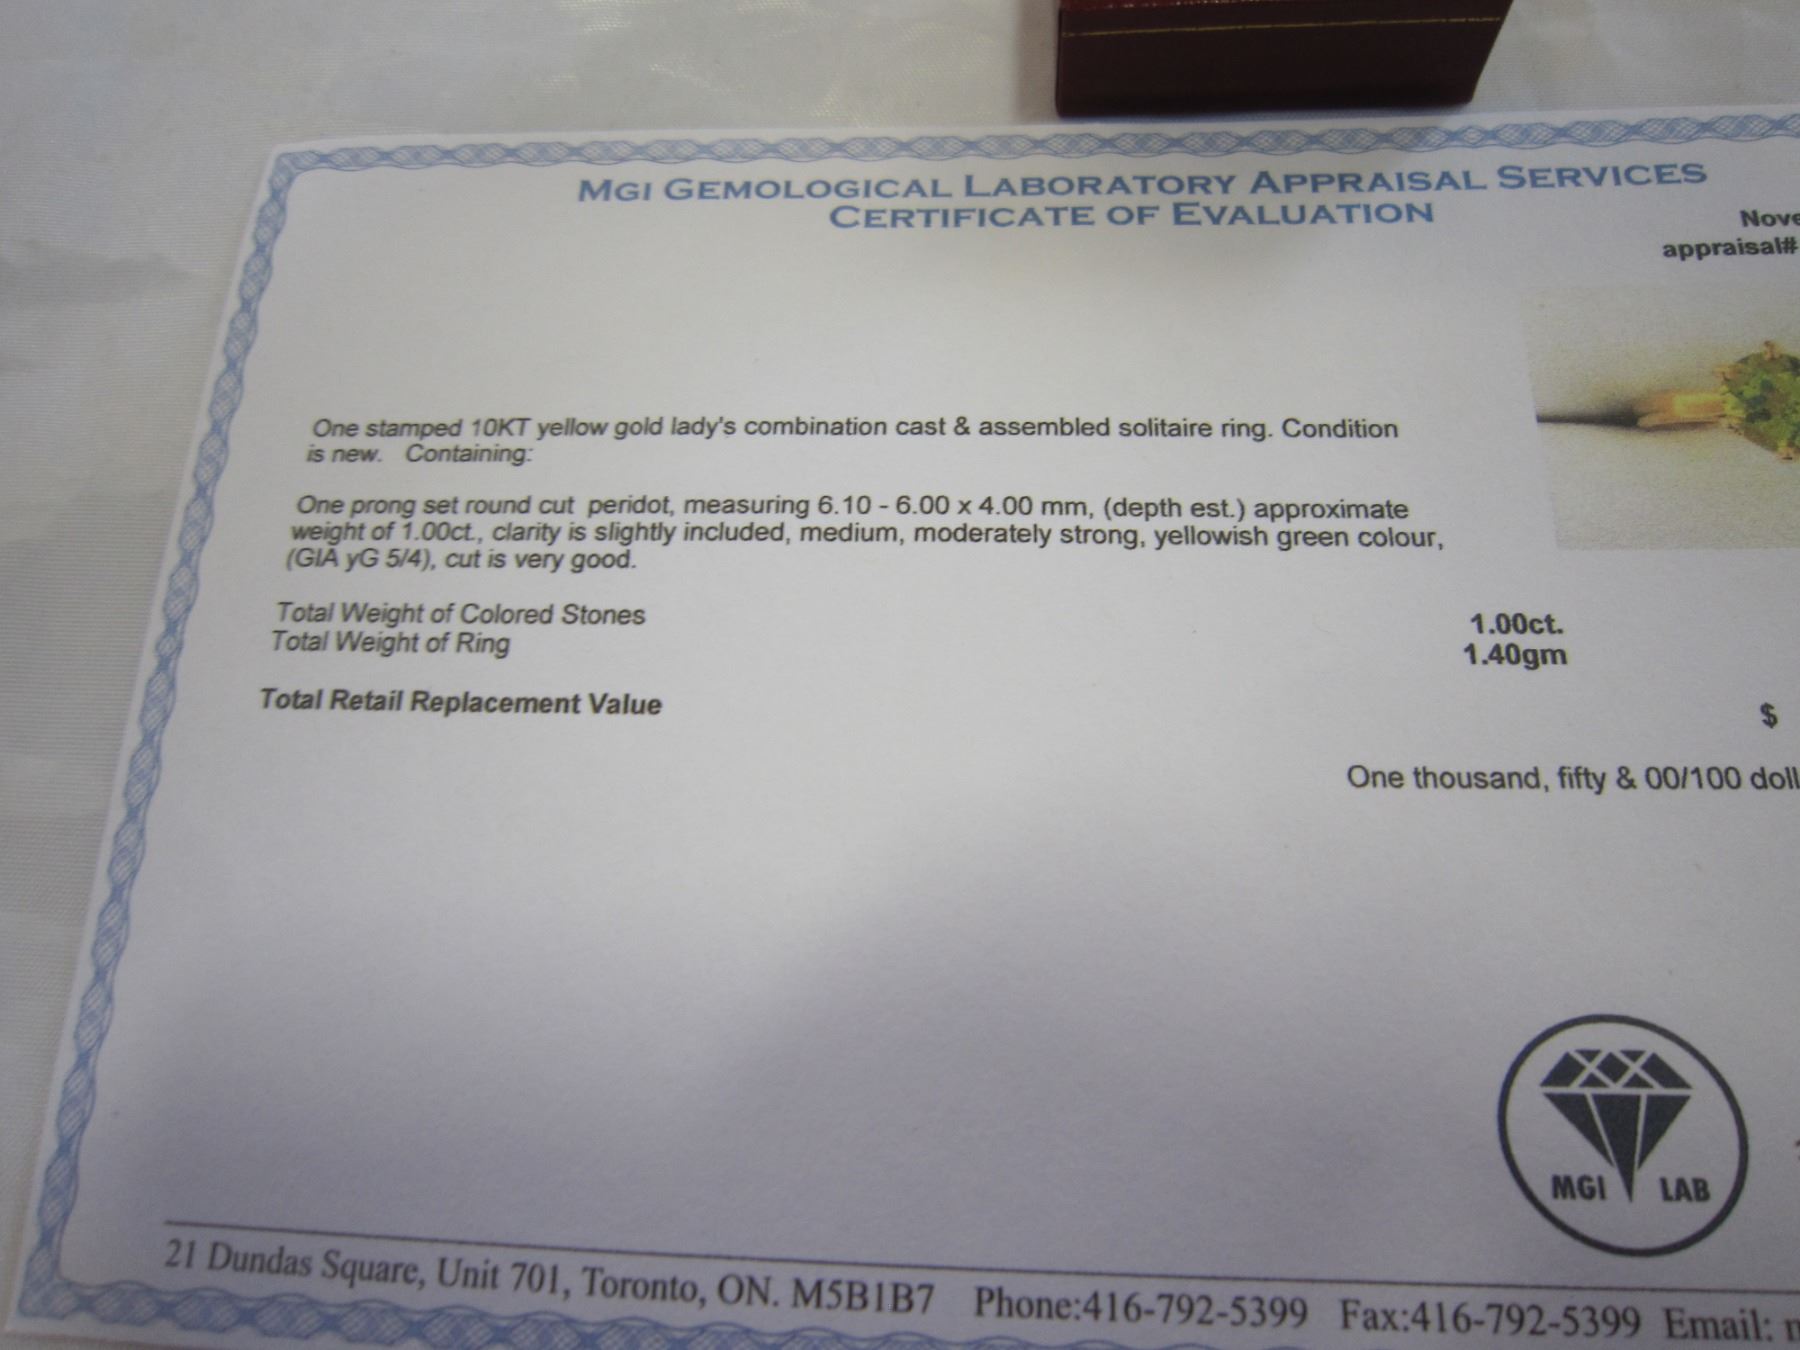 MGI GEMOLOGICAL LABORATORY APPRAISAL SERVICES
CERTIFICATE OF EVALUATION
appraisal#
One stamped 10KT yellow gold lady's combination cast & assembled solitaire ring. Condition
is new. Containing:
One prong set round cut peridot, measuring 6.10 - 6.00 x 4.00 mm, (depth est.) approximate
weight of 1.00ct., clarity is slightly included, medium, moderately strong, yellowish green colour,
(GIA yG 5/4), cut is very good.
Total Weight of Colored Stones 1.00ct.
Total Weight of Ring 1.40gm
Total Retail Replacement Value $
One thousand, fifty & 00/100
MGI LAB
21 Dundas Square, Unit 701, Toronto, ON. M5B1B7 Phone:416-792-5399 Fax:416-792-5399 Email: